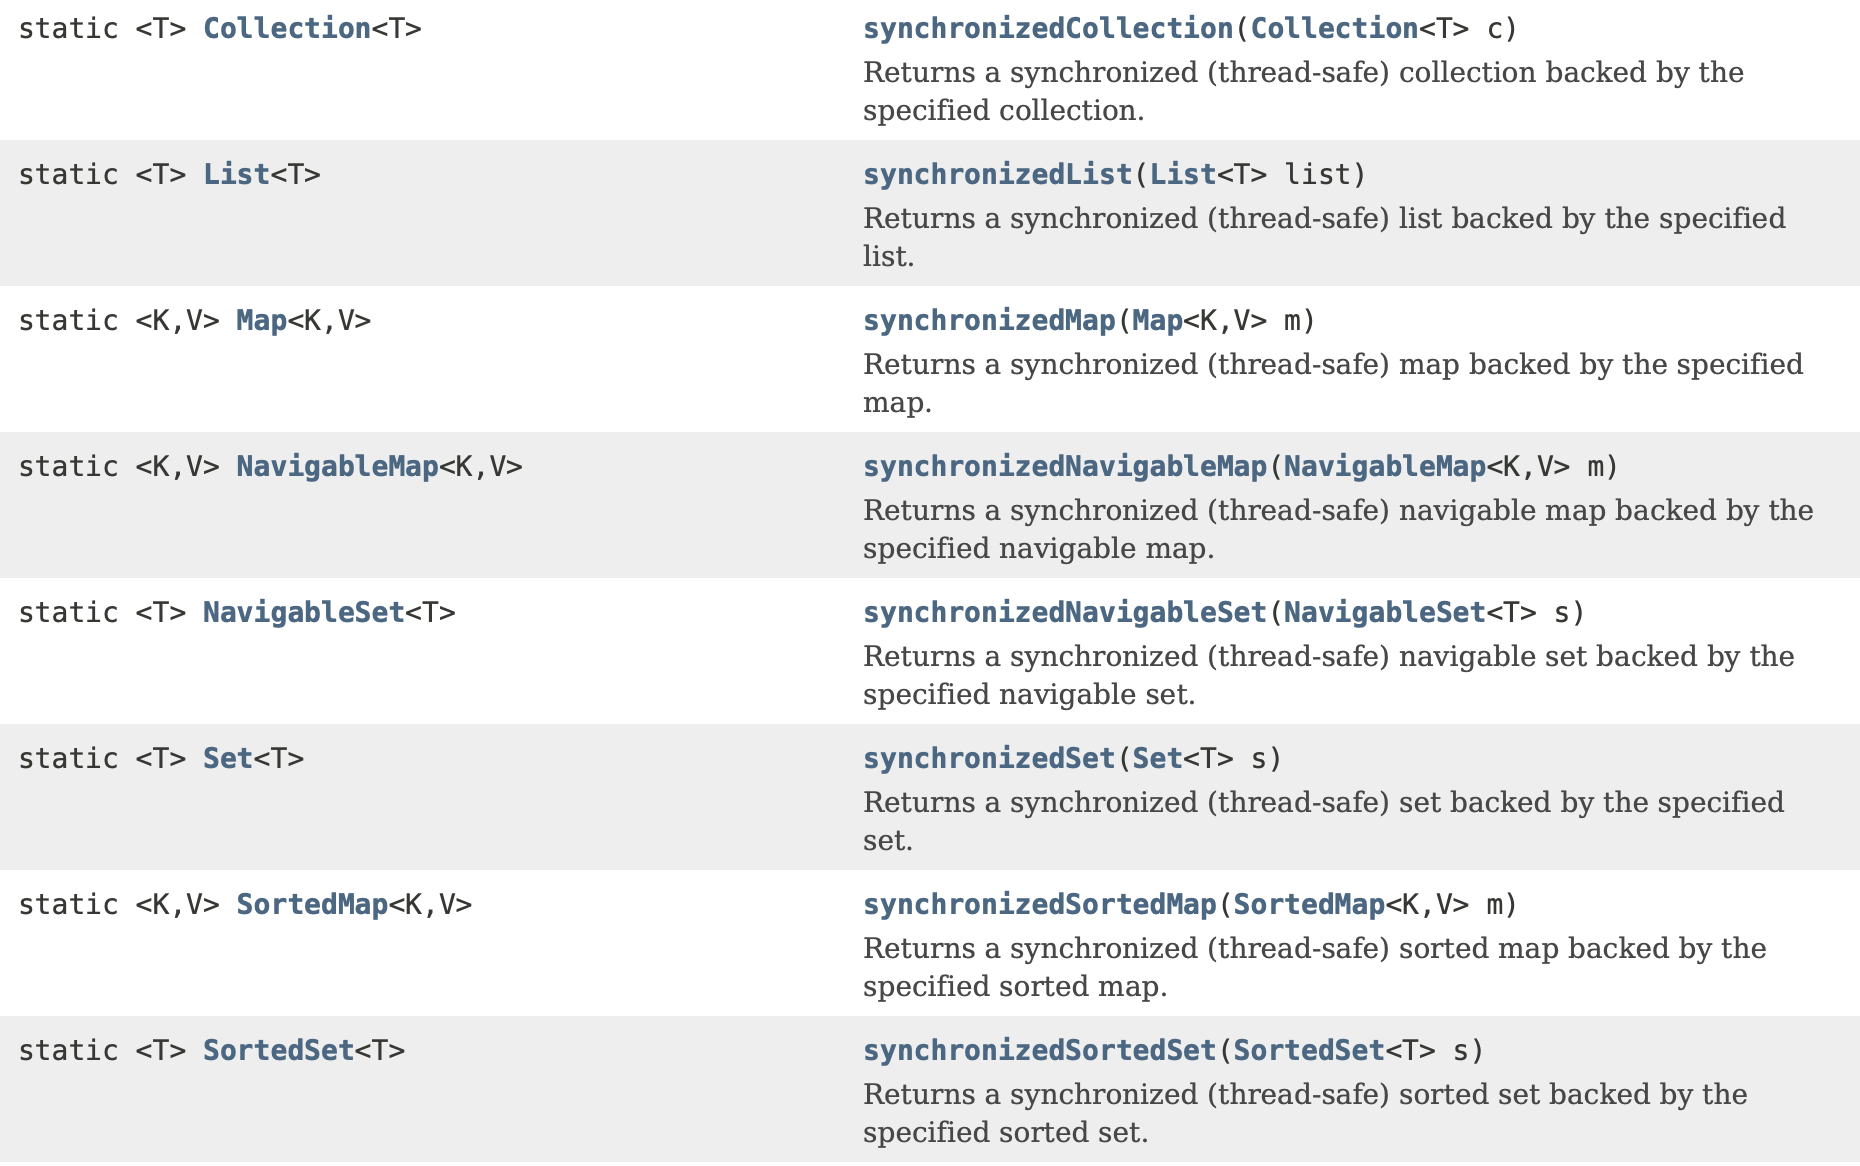 static <T> Collection<T>
synchronizedCollection(Collection<T> c)
Returns a synchronized (thread-safe) collection backed by the
specified collection.
static <T> List<T>
synchronizedList(List<T> list)
Returns a synchronized (thread-safe) list backed by the specified
list.
static <K,V> Map<K,V>
synchronizedMap(Map<K,V> m)
Returns a synchronized (thread-safe) map backed by the specified
map.
static <K,V> NavigableMap<K,V>
synchronizedNavigableMap(NavigableMap<K,V> m)
Returns a synchronized (thread-safe) navigable map backed by the
specified navigable map.
static <T> NavigableSet<T>
synchronizedNavigableSet(NavigableSet<T> s)
Returns a synchronized (thread-safe) navigable set backed by the
specified navigable set.
static <T> Set<T>
synchronizedSet(Set<T> s)
Returns a synchronized (thread-safe) set backed by the specified
set.
static <K,V> SortedMap<K,V>
synchronizedSortedMap(SortedMap<K,V> m)
Returns a synchronized (thread-safe) sorted map backed by the
specified sorted map.
static <T> SortedSet<T>
synchronizedSortedSet(SortedSet<T> s)
Returns a synchronized (thread-safe) sorted set backed by the
specified sorted set.